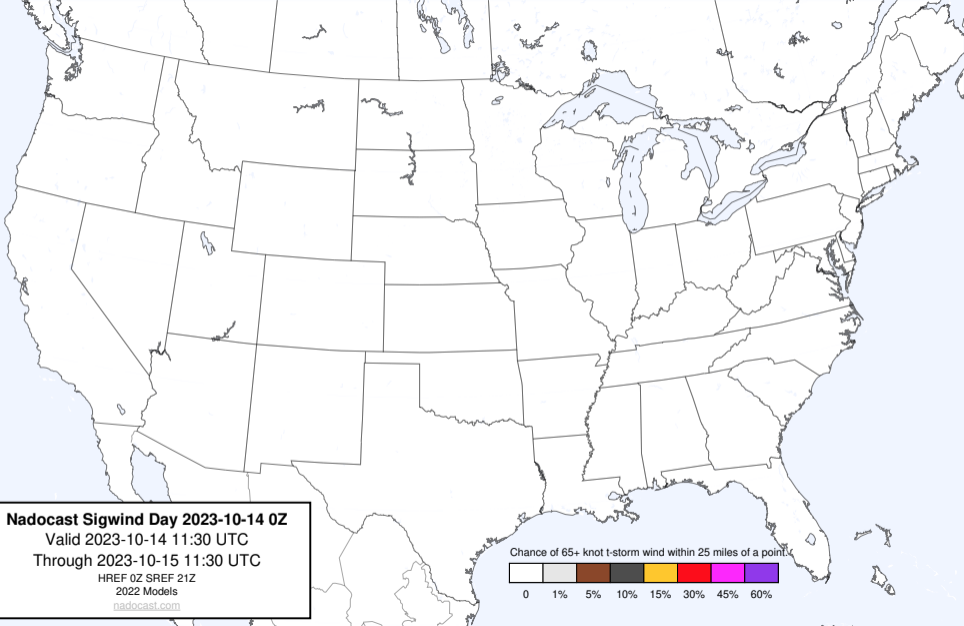 Nadocast Sigwind Day 2023-10-14 0Z
Valid 2023-10-14 11:30 UTC
Through 2023-10-15 11:30 UTC
HREF 0Z SREF 21Z
2022 Models
nadocast.com
Chance of 65+ knot t-storm wind within 25 miles of a point.
0 1% 5% 10% 15% 30% 45% 60%